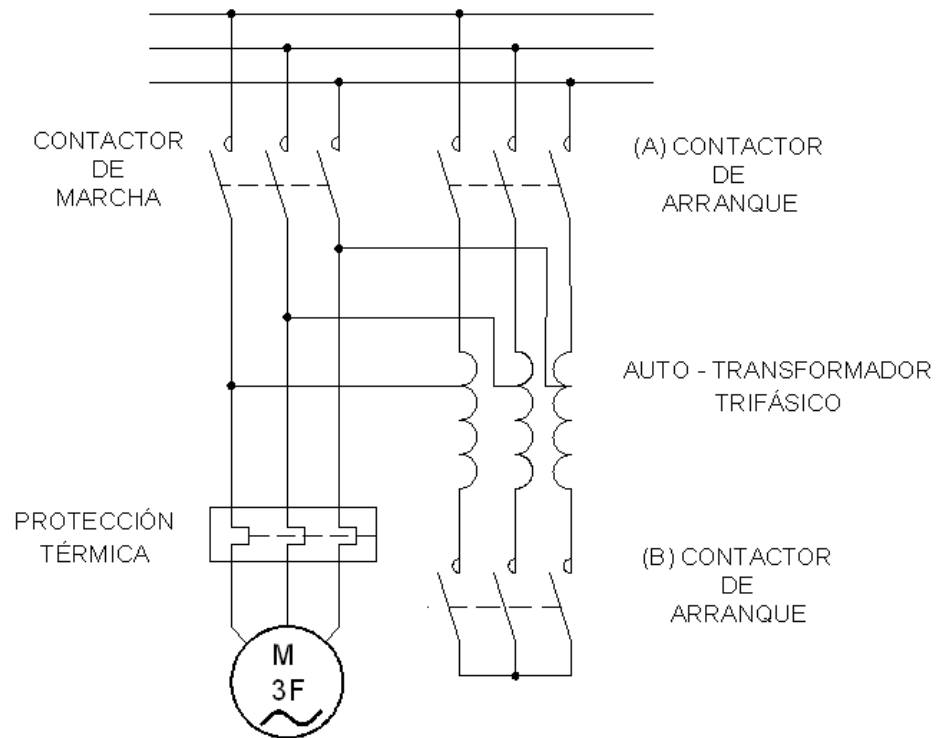 CONTACTOR
DE
MARCHA
(A) CONTACTOR
DE
ARRANQUE
AUTO - TRANSFORMADOR
TRIFÁSICO
PROTECCIÓN
TÉRMICA
(B) CONTACTOR
DE
ARRANQUE
M
3F